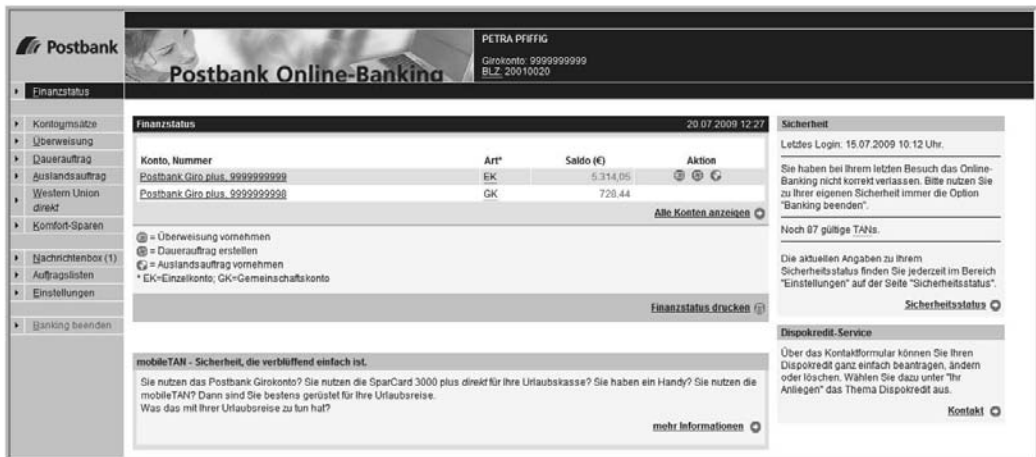 Postbank
Postbank Online-Banking
PETRA PFIFFIG
Girokonto: 9999999999
BLZ: 20010020
Finanzstatus
Kontoumsätze
Überweisung
Dauerauftrag
Auslandsauftrag
Western Union
direkt
Komfort-Sparen
Nachrichtenbox (1)
Auftragslisten
Einstellungen
Banking beenden
Finanzstatus 20.07.2009 12:27
Konto, Nummer Art* Saldo (€) Aktion
Postbank Giro plus, 9999999999 EK 5.314,05
Postbank Giro plus, 9999999998 GK 728,44
Alle Konten anzeigen
= Überweisung vornehmen
= Dauerauftrag erstellen
= Auslandsauftrag vornehmen
* EK=Einzelkonto; GK=Gemeinschaftskonto
Finanzstatus drucken
mobileTAN - Sicherheit, die verblüffend einfach ist.
Sie nutzen das Postbank Girokonto? Sie nutzen die SparCard 3000 plus direkt für Ihre Urlaubskasse? Sie haben ein Handy? Sie nutzen die
mobileTAN? Dann sind Sie bestens gerüstet für Ihre Urlaubsreise.
Was das mit Ihrer Urlaubsreise zu tun hat?
mehr Informationen
Sicherheit
Letztes Login: 15.07.2009 10:12 Uhr.
Sie haben bei Ihrem letzten Besuch das Online-
Banking nicht korrekt verlassen. Bitte nutzen Sie
zu Ihrer eigenen Sicherheit immer die Option
"Banking beenden".
Noch 87 gültige TANs.
Die aktuellen Angaben zu Ihrem
Sicherheitsstatus finden Sie jederzeit im Bereich
"Einstellungen" auf der Seite "Sicherheitsstatus".
Sicherheitsstatus
Dispokredit-Service
Über das Kontaktformular können Sie Ihren
Dispokredit ganz einfach beantragen, ändern
oder löschen. Wählen Sie dazu unter "Ihr
Anliegen" das Thema Dispokredit aus.
Kontakt